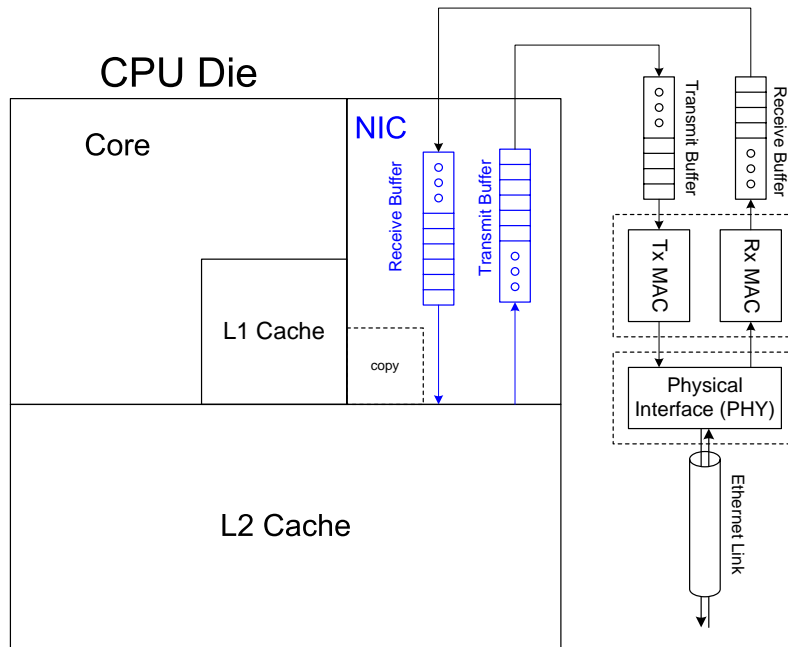 CPU Die
Core
NIC
Receive Buffer
Transmit Buffer
L1 Cache
copy
L2 Cache
Transmit Buffer
Receive Buffer
Tx MAC
Rx MAC
Physical
Interface (PHY)
Ethernet Link